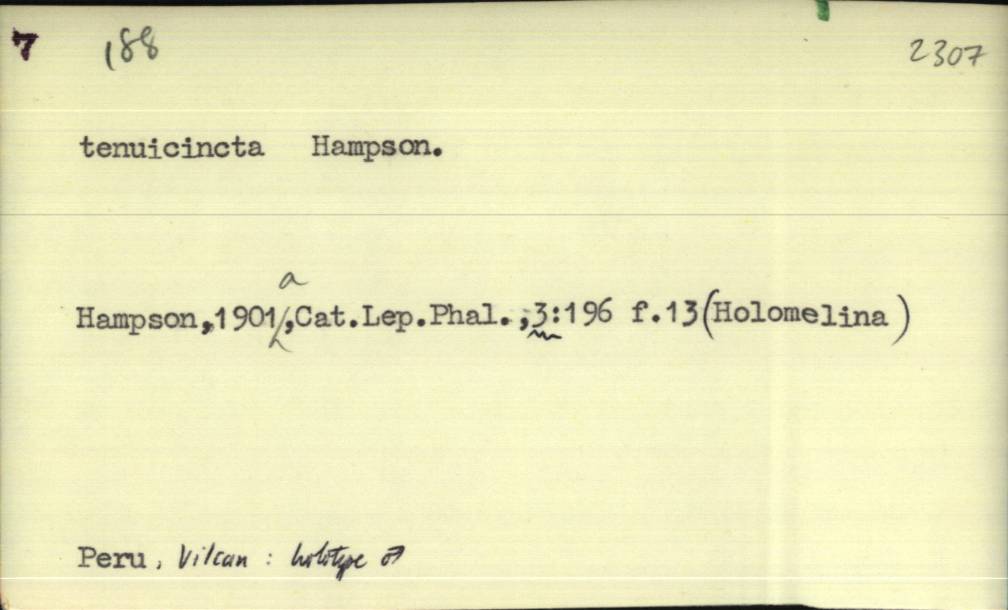 7 188 2307
tenuicincta Hampson.
a
Hampson,1901,Cat.Lep.Phal.,3:196 f.13(Holomelina)
Peru, Vilcan : holotype ♂